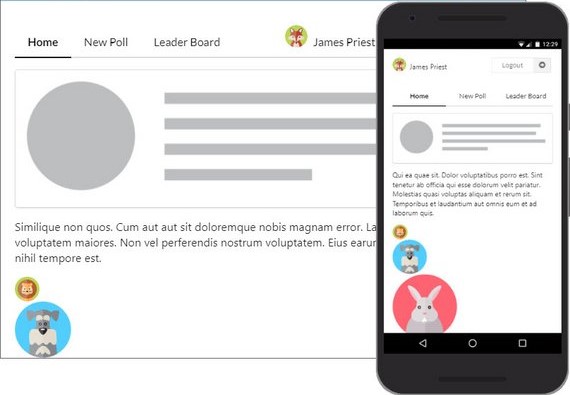 Home New Poll Leader Board James Priest
Similique non quos. Cum aut aut sit doloremque nobis magnam error. La
voluptatem maiores. Non vel perferendis nostrum voluptatem. Eius earur
nihil tempore est.
12:29
James Priest Logout
Home New Poll Leader Board
Qui ea quae sit. Dolor voluptatibus porro est. Sint
tenetur ab officia qui esse dolorum velit pariatur.
Molestias quasi voluptas aliquam et rerum sit.
Temporibus et laudantium aut omnis eum et ad
laborum quis.